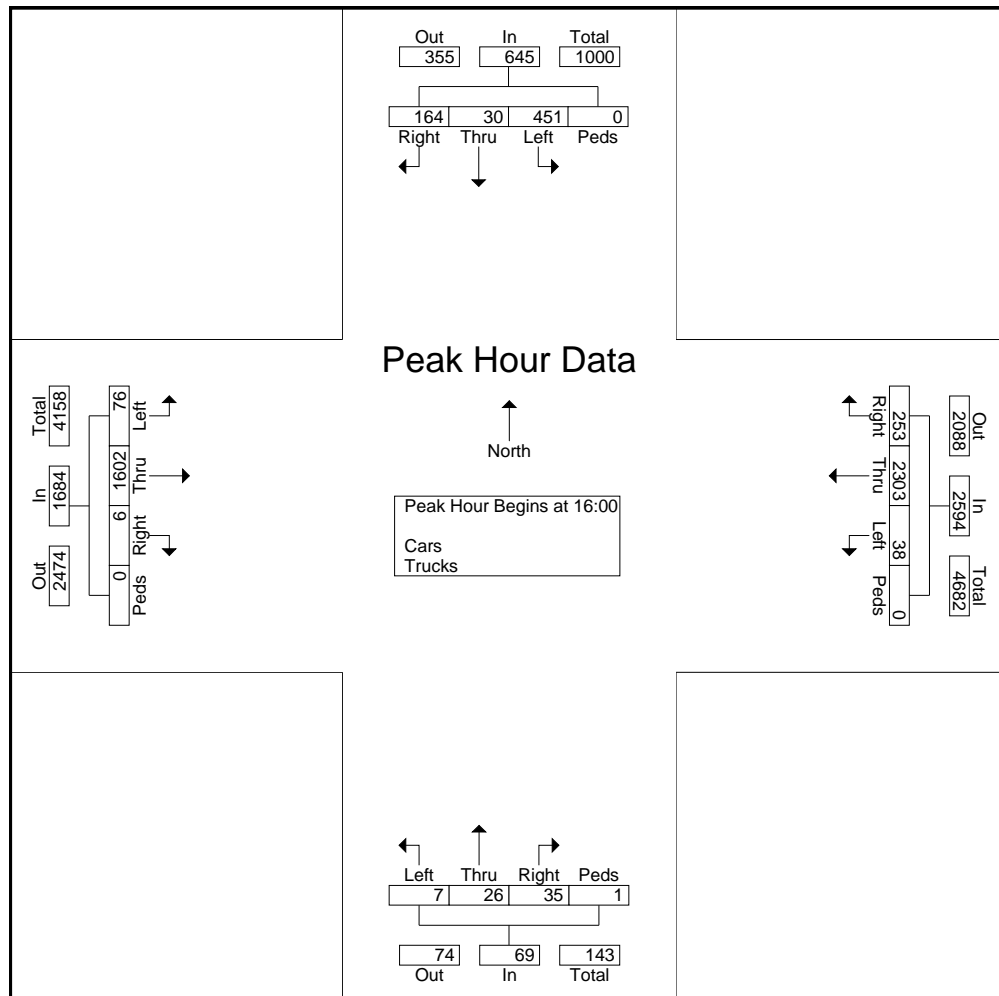 Out In Total
355 645 1000
164 30 451 0
Right Thru Left Peds
Peak Hour Data
North
Peak Hour Begins at 16:00
Cars
Trucks
Total In Out
4158 1684 2474
76 1602 6 0
Left Thru Right Peds
Right Thru Left Peds
253 2303 38 0
Out In Total
2088 2594 4682
Left Thru Right Peds
7 26 35 1
74 69 143
Out In Total